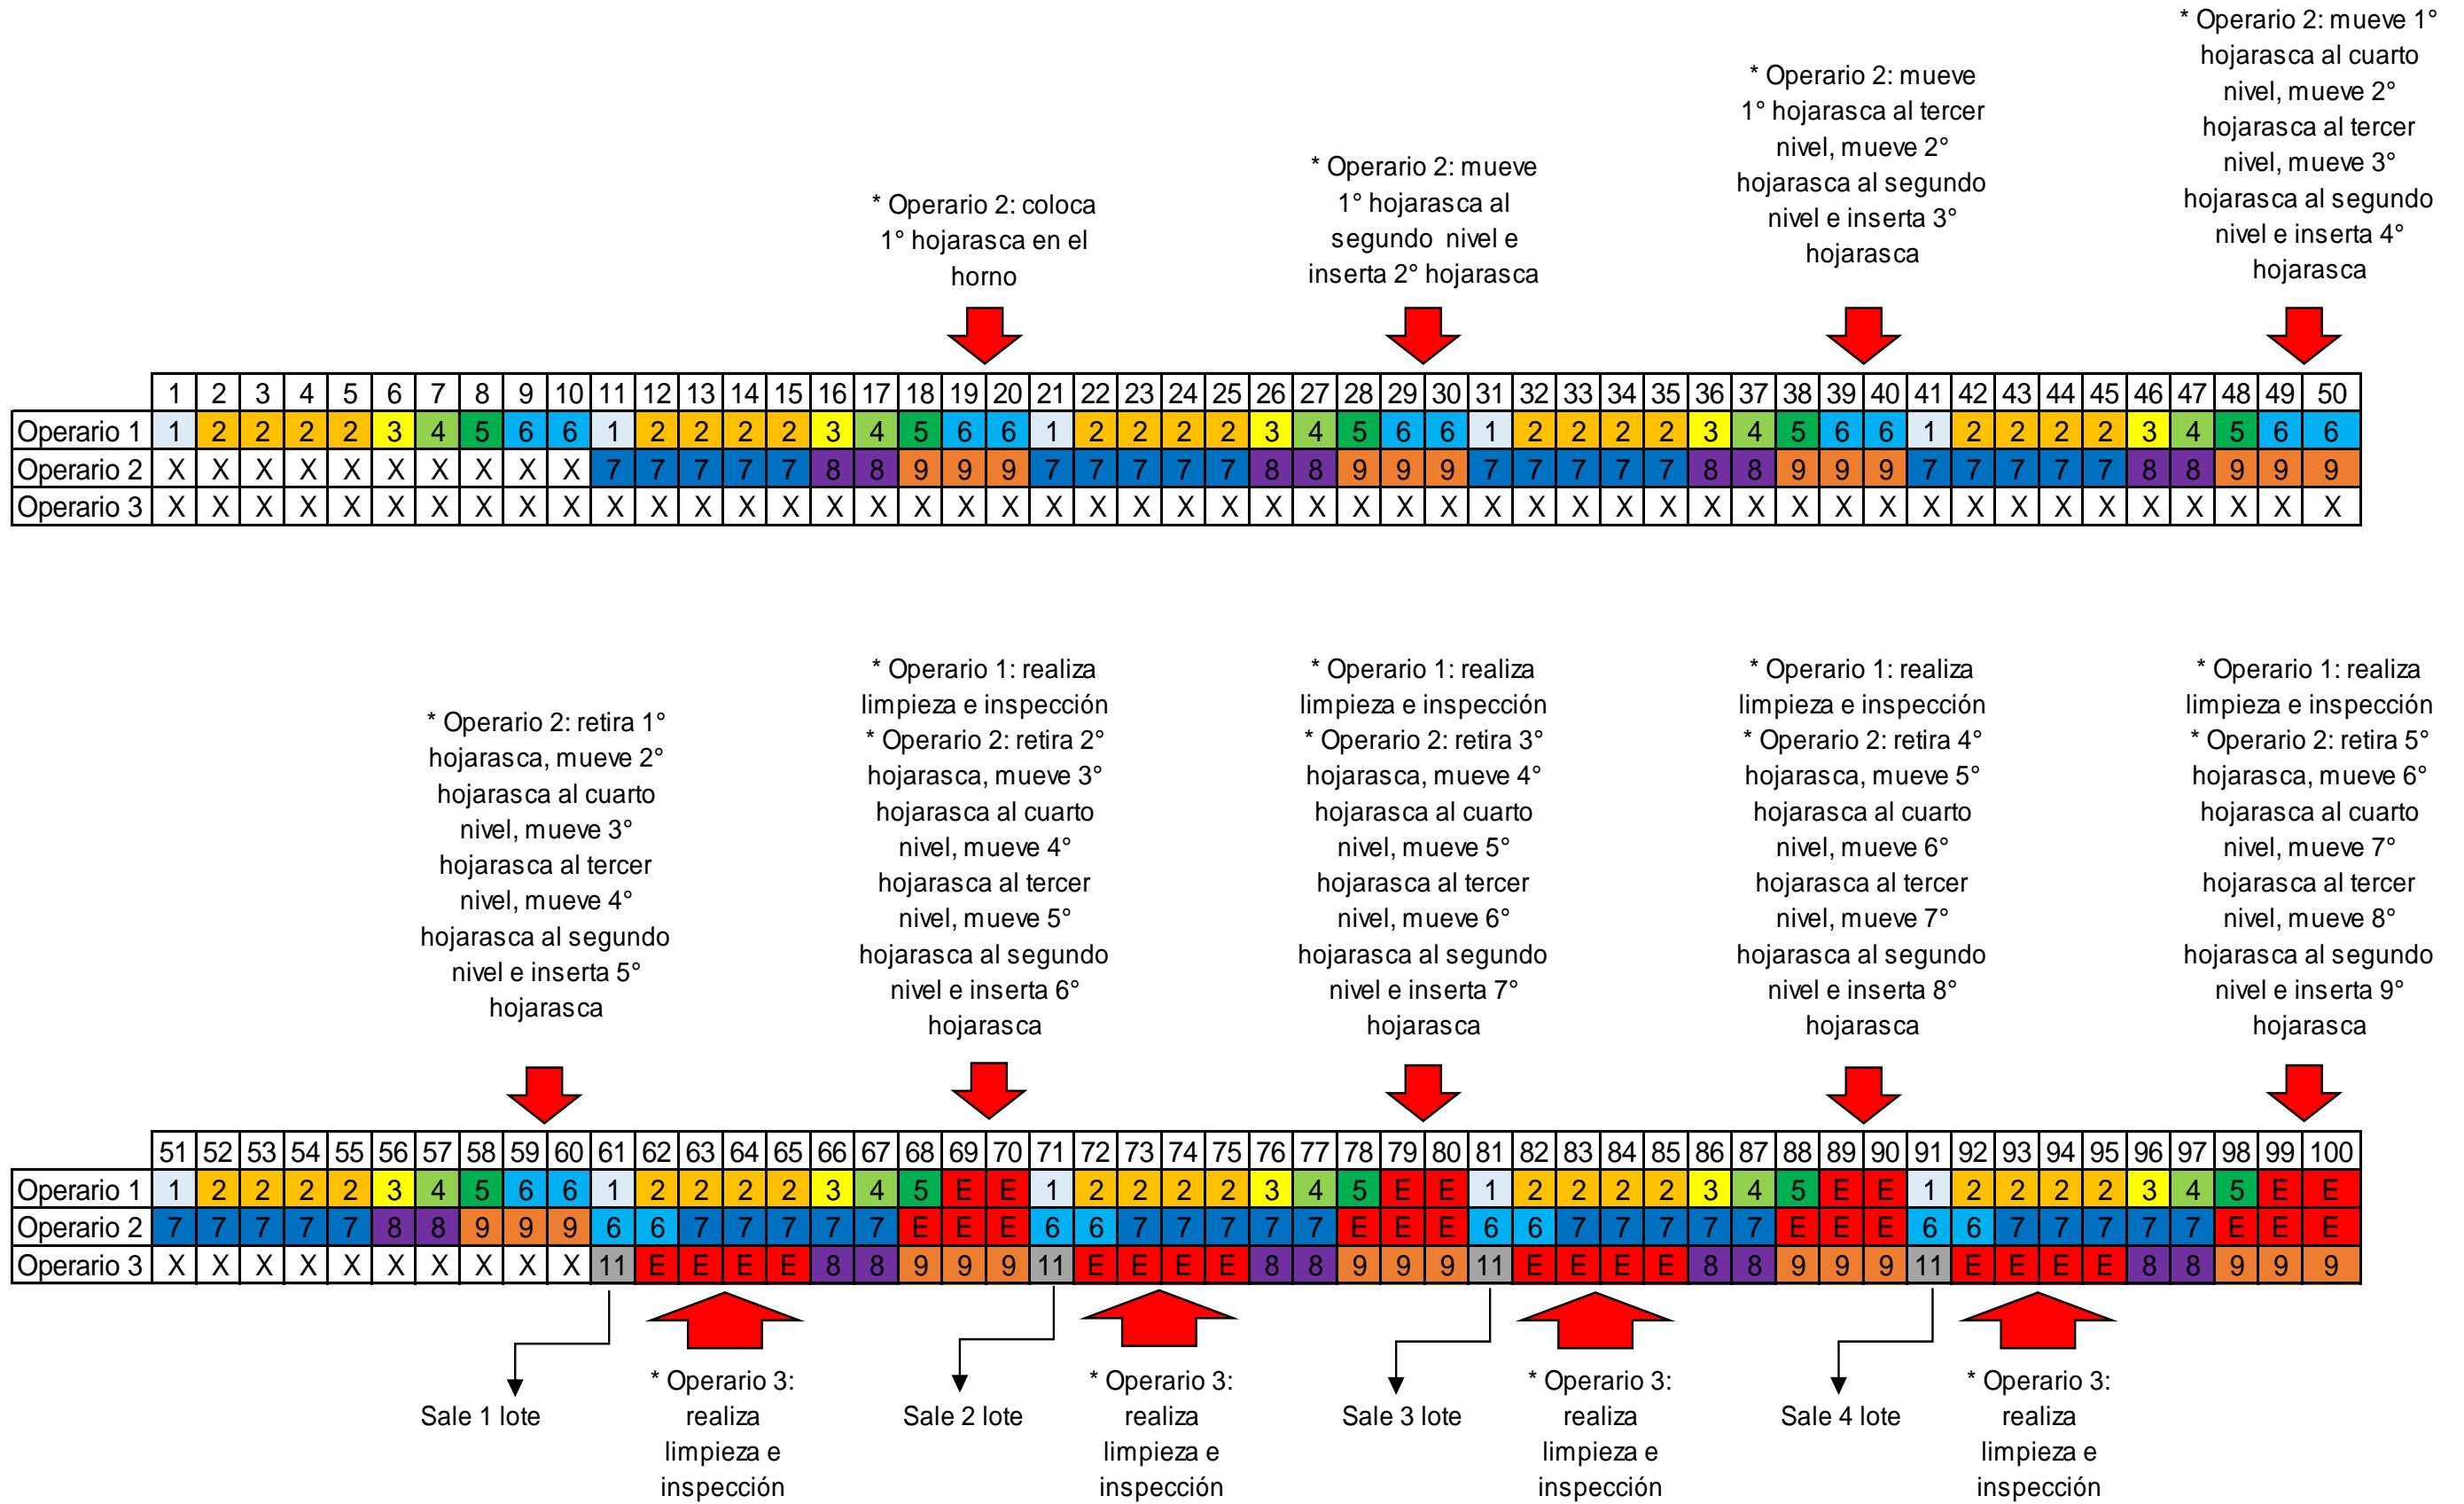 * Operario 2: coloca
1° hojarasca en el
horno
* Operario 2: mueve
1° hojarasca al
segundo nivel e
inserta 2° hojarasca
* Operario 2: mueve
1° hojarasca al tercer
nivel, mueve 2°
hojarasca al segundo
nivel e inserta 3°
hojarasca
* Operario 2: mueve 1°
hojarasca al cuarto
nivel, mueve 2°
hojarasca al tercer
nivel, mueve 3°
hojarasca al segundo
nivel e inserta 4°
hojarasca
1 2 3 4 5 6 7 8 9 10 11 12 13 14 15 16 17 18 19 20 21 22 23 24 25 26 27 28 29 30 31 32 33 34 35 36 37 38 39 40 41 42 43 44 45 46 47 48 49 50
Operario 1 1 2 2 2 2 3 4 5 6 6 1 2 2 2 2 3 4 5 6 6 1 2 2 2 2 3 4 5 6 6 1 2 2 2 2 3 4 5 6 6 1 2 2 2 2 3 4 5 6 6
Operario 2 X X X X X X X X X X 7 7 7 7 7 8 8 9 9 9 7 7 7 7 7 8 8 9 9 9 7 7 7 7 7 8 8 9 9 9 7 7 7 7 7 8 8 9 9 9
Operario 3 X X X X X X X X X X X X X X X X X X X X X X X X X X X X X X X X X X X X X X X X X X X X X X X X X X
* Operario 2: retira 1°
hojarasca, mueve 2°
hojarasca al cuarto
nivel, mueve 3°
hojarasca al tercer
nivel, mueve 4°
hojarasca al segundo
nivel e inserta 5°
hojarasca
* Operario 1: realiza
limpieza e inspección
* Operario 2: retira 2°
hojarasca, mueve 3°
hojarasca al cuarto
nivel, mueve 4°
hojarasca al tercer
nivel, mueve 5°
hojarasca al segundo
nivel e inserta 6°
hojarasca
* Operario 1: realiza
limpieza e inspección
* Operario 2: retira 3°
hojarasca, mueve 4°
hojarasca al cuarto
nivel, mueve 5°
hojarasca al tercer
nivel, mueve 6°
hojarasca al segundo
nivel e inserta 7°
hojarasca
* Operario 1: realiza
limpieza e inspección
* Operario 2: retira 4°
hojarasca, mueve 5°
hojarasca al cuarto
nivel, mueve 6°
hojarasca al tercer
nivel, mueve 7°
hojarasca al segundo
nivel e inserta 8°
hojarasca
* Operario 1: realiza
limpieza e inspección
* Operario 2: retira 5°
hojarasca, mueve 6°
hojarasca al cuarto
nivel, mueve 7°
hojarasca al tercer
nivel, mueve 8°
hojarasca al segundo
nivel e inserta 9°
hojarasca
51 52 53 54 55 56 57 58 59 60 61 62 63 64 65 66 67 68 69 70 71 72 73 74 75 76 77 78 79 80 81 82 83 84 85 86 87 88 89 90 91 92 93 94 95 96 97 98 99 100
Operario 1 1 2 2 2 2 3 4 5 6 6 1 2 2 2 2 3 4 5 E E 1 2 2 2 2 3 4 5 E E 1 2 2 2 2 3 4 5 E E 1 2 2 2 2 3 4 5 E E
Operario 2 7 7 7 7 7 8 8 9 9 9 6 6 7 7 7 7 7 E E E 6 6 7 7 7 7 7 E E E 6 6 7 7 7 7 7 E E E 6 6 7 7 7 7 7 E E E
Operario 3 X X X X X X X X X X 11 E E E E 8 8 9 9 9 11 E E E E 8 8 9 9 9 11 E E E E 8 8 9 9 9 11 E E E E 8 8 9 9 9
Sale 1 lote
* Operario 3:
realiza
limpieza e
inspección
Sale 2 lote
* Operario 3:
realiza
limpieza e
inspección
Sale 3 lote
* Operario 3:
realiza
limpieza e
inspección
Sale 4 lote
* Operario 3:
realiza
limpieza e
inspección